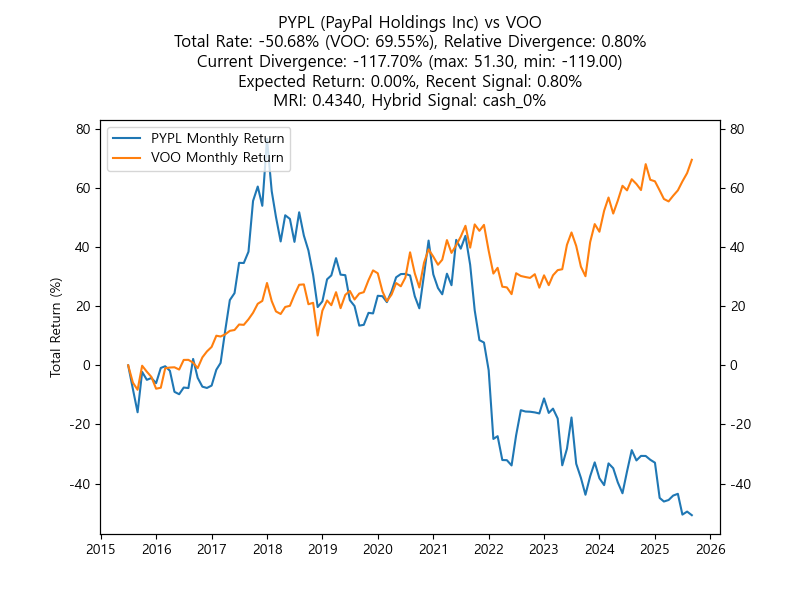 PYPL (PayPal Holdings Inc) vs VOO
Total Rate: -50.68% (VOO: 69.55%), Relative Divergence: 0.80%
Current Divergence: -117.70% (max: 51.30, min: -119.00)
Expected Return: 0.00%, Recent Signal: 0.80%
MRI: 0.4340, Hybrid Signal: cash_0%
PYPL Monthly Return
VOO Monthly Return
80 80
60 60
40 40
20 20
0 0
-20 -20
-40 -40
Total Return (%)
2015 2016 2017 2018 2019 2020 2021 2022 2023 2024 2025 2026